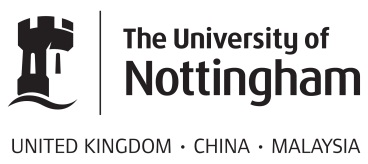 The University of
Nottingham
UNITED KINGDOM · CHINA · MALAYSIA